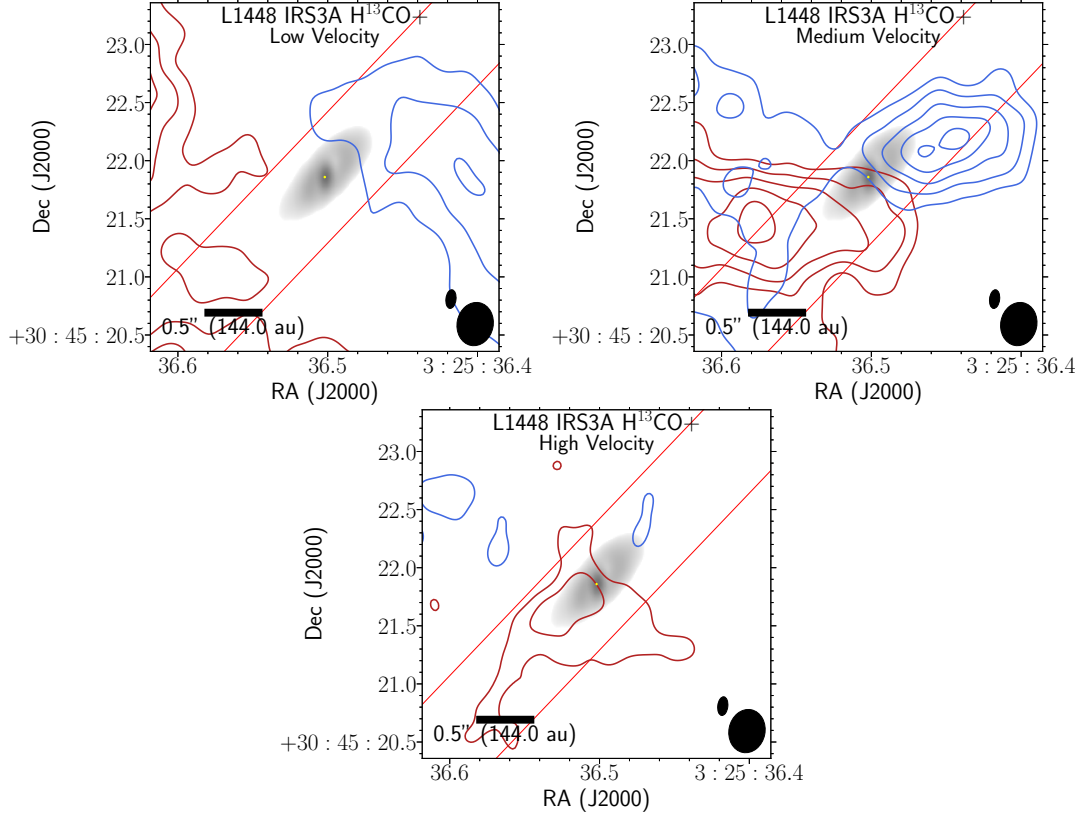 L1448 IRS3A H¹³CO+
Low Velocity
23.0
22.5
22.0
21.5
21.0
+30 : 45 : 20.5
Dec (J2000)
0.5" (144.0 au)
36.6
36.5
3 : 25 : 36.4
RA (J2000)
L1448 IRS3A H¹³CO+
Medium Velocity
23.0
22.5
22.0
21.5
21.0
+30 : 45 : 20.5
Dec (J2000)
0.5" (144.0 au)
36.6
36.5
3 : 25 : 36.4
RA (J2000)
L1448 IRS3A H¹³CO+
High Velocity
23.0
22.5
22.0
21.5
21.0
+30 : 45 : 20.5
Dec (J2000)
0.5" (144.0 au)
36.6
36.5
3 : 25 : 36.4
RA (J2000)